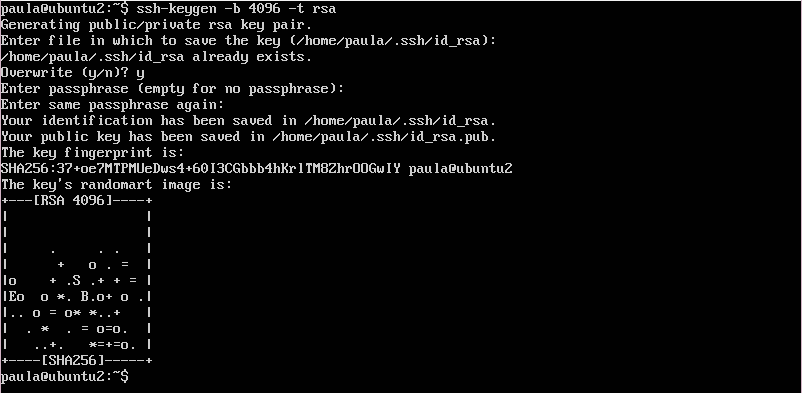 paula@ubuntu2:~$ ssh-keygen -b 4096 -t rsa
Generating public/private rsa key pair.
Enter file in which to save the key (/home/paula/.ssh/id_rsa):
/home/paula/.ssh/id_rsa already exists.
Overwrite (y/n)? y
Enter passphrase (empty for no passphrase):
Enter same passphrase again:
Your identification has been saved in /home/paula/.ssh/id_rsa.
Your public key has been saved in /home/paula/.ssh/id_rsa.pub.
The key fingerprint is:
SHA256:37+oe7MTPMUeDws4+60I3CGbbb4hKrlTM8ZhrOOGwIY paula@ubuntu2
The key's randomart image is:
+---[RSA 4096]----+
|                 |
|                 |
|     .     . .   |
|      +   o . =  |
|o    + .S .+ + = |
|Eo  o *. B.o+ o .|
|.. o = o* *..+   |
|  . *  . = o=o.  |
|   ..+.   *=+=o. |
+----[SHA256]-----+
paula@ubuntu2:~$